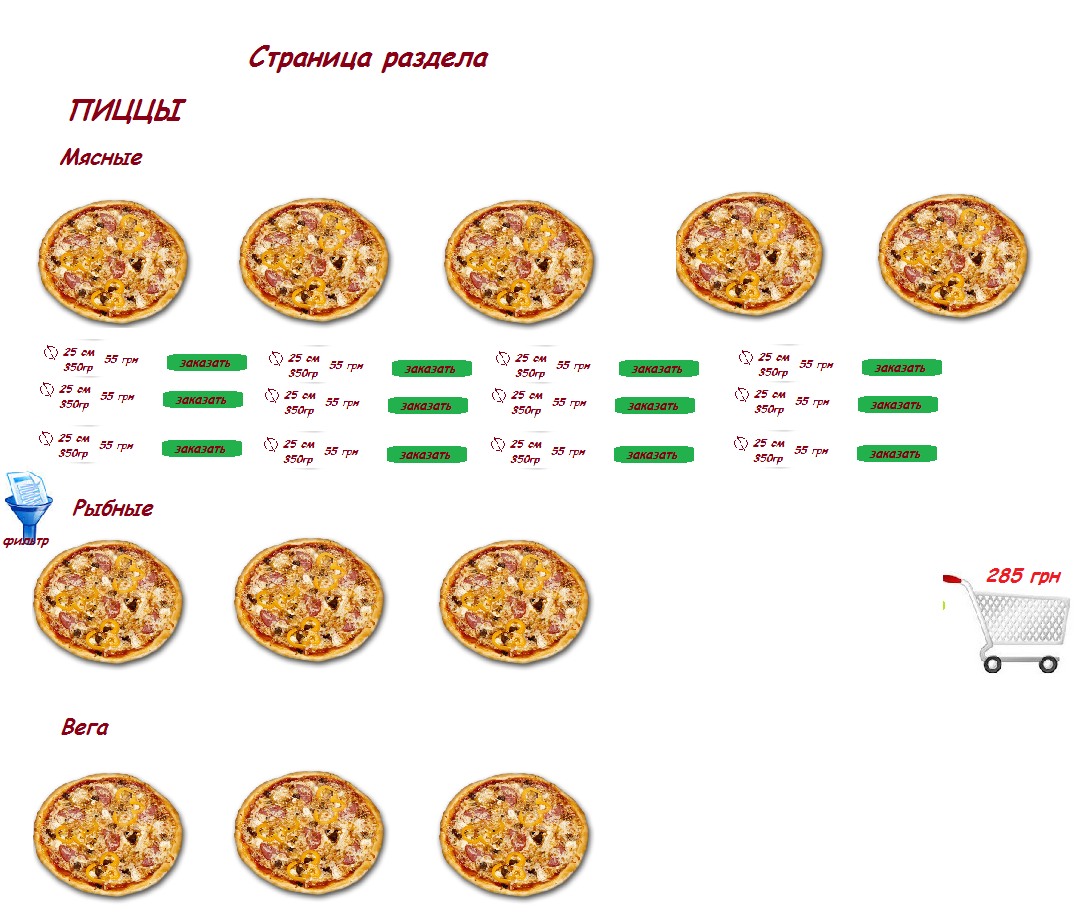 Страница раздела
ПИЦЦЫ
Мясные
25 см
350гр
55 грн
заказать
25 см
350гр
55 грн
заказать
25 см
350гр
55 грн
заказать
25 см
350гр
55 грн
заказать
25 см
350гр
55 грн
заказать
25 см
350гр
55 грн
заказать
25 см
350гр
55 грн
заказать
25 см
350гр
55 грн
заказать
25 см
350гр
55 грн
заказать
25 см
350гр
55 грн
заказать
25 см
350гр
55 грн
заказать
25 см
350гр
55 грн
заказать
Рыбные
фильтр
285 грн
Вега